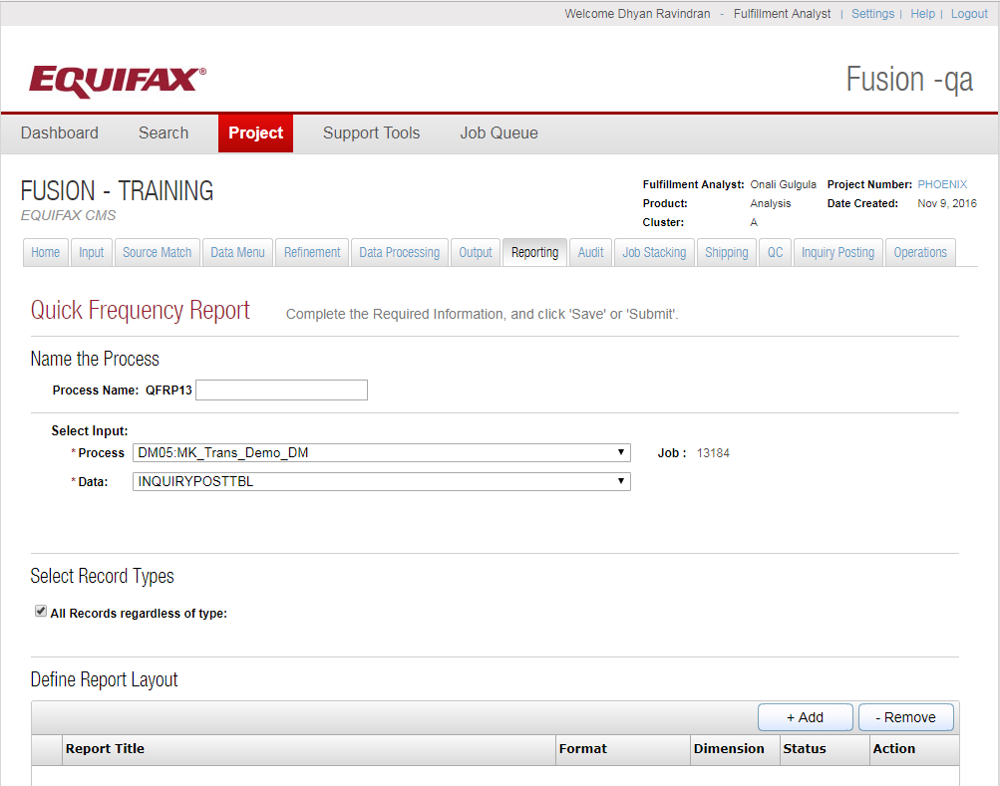 Welcome Dhyan Ravindran - Fulfillment Analyst | Settings | Help | Logout
EQUIFAX®
Fusion -qa
Dashboard Search Project Support Tools Job Queue
FUSION - TRAINING
EQUIFAX CMS
Fulfillment Analyst: Onali Gulgula Project Number: PHOENIX
Product: Analysis Date Created: Nov 9, 2016
Cluster: A
Home Input Source Match Data Menu Refinement Data Processing Output Reporting Audit Job Stacking Shipping QC Inquiry Posting Operations
Quick Frequency Report Complete the Required Information, and click 'Save' or 'Submit'.
Name the Process
Process Name: QFRP13
Select Input:
*Process DM05:MK_Trans_Demo_DM Job : 13184
*Data: INQUIRYPOSTTBL
Select Record Types
All Records regardless of type:
Define Report Layout
+ Add - Remove
Report Title Format Dimension Status Action